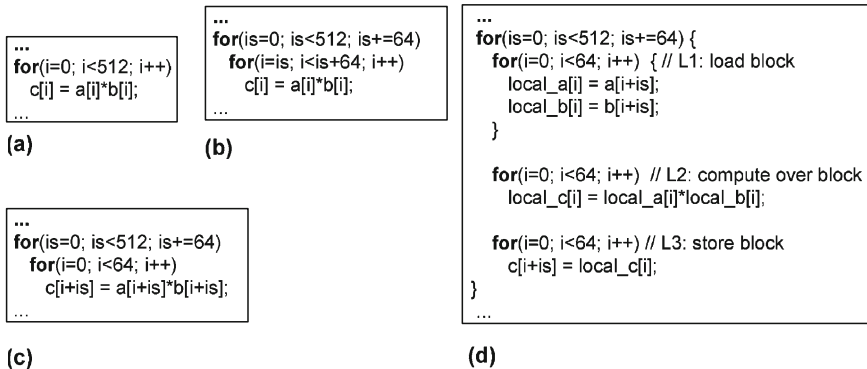 ...
for(i=0; i<512; i++)
c[i] = a[i]*b[i];
...
(a)
...
for(is=0; is<512; is+=64)
for(i=is; i<is+64; i++)
c[i] = a[i]*b[i];
...
(b)
...
for(is=0; is<512; is+=64)
for(i=0; i<64; i++)
c[i+is] = a[i+is]*b[i+is];
...
(c)
...
for(is=0; is<512; is+=64) {
for(i=0; i<64; i++) { // L1: load block
local_a[i] = a[i+is];
local_b[i] = b[i+is];
}
for(i=0; i<64; i++) // L2: compute over block
local_c[i] = local_a[i]*local_b[i];
for(i=0; i<64; i++) // L3: store block
c[i+is] = local_c[i];
}
...
(d)